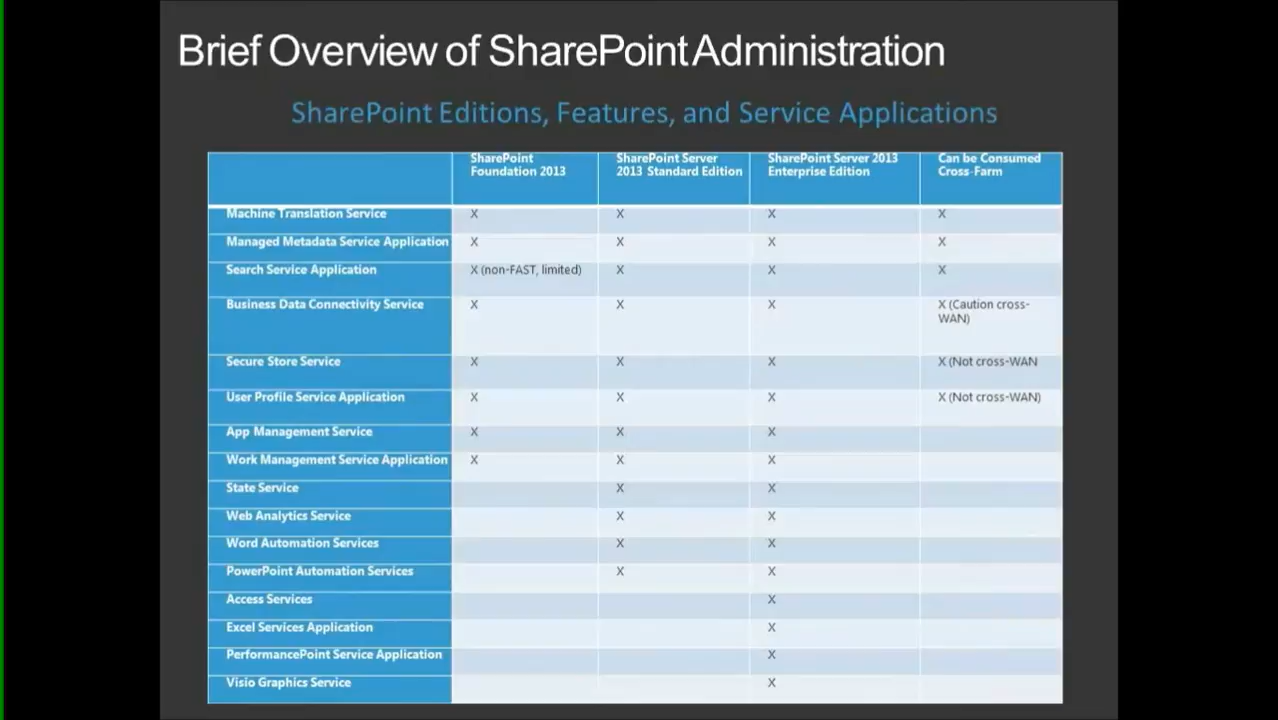 Brief Overview of SharePoint Administration
SharePoint Editions, Features, and Service Applications
SharePoint Foundation 2013 SharePoint Server 2013 Standard Edition SharePoint Server 2013 Enterprise Edition Can be Consumed Cross-Farm
Machine Translation Service X X X X
Managed Metadata Service Application X X X X
Search Service Application X (non-FAST, limited) X X X
Business Data Connectivity Service X X X X (Caution cross-WAN)
Secure Store Service X X X X (Not cross-WAN
User Profile Service Application X X X X (Not cross-WAN)
App Management Service X X X
Work Management Service Application X X X
State Service X X
Web Analytics Service X X
Word Automation Services X X
PowerPoint Automation Services X X
Access Services X
Excel Services Application X
PerformancePoint Service Application X
Visio Graphics Service X